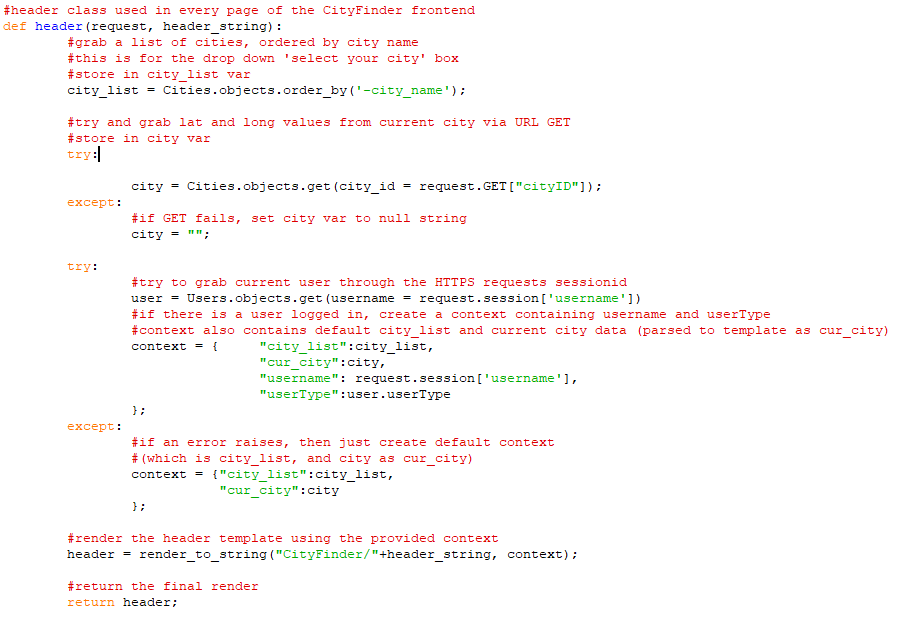 #header class used in every page of the CityFinder frontend
def header(request, header_string):
#grab a list of cities, ordered by city name
#this is for the drop down 'select your city' box
#store in city_list var
city_list = Cities.objects.order_by('-city_name');
#try and grab lat and long values from current city via URL GET
#store in city var
try:
city = Cities.objects.get(city_id = request.GET["cityID"]);
except:
#if GET fails, set city var to null string
city = "";
try:
#try to grab current user through the HTTPS requests sessionid
user = Users.objects.get(username = request.session['username'])
#if there is a user logged in, create a context containing username and userType
#context also contains default city_list and current city data (parsed to template as cur_city)
context = {     "city_list":city_list,
"cur_city":city,
"username": request.session['username'],
"userType":user.userType
};
except:
#if an error raises, then just create default context
#(which is city_list, and city as cur_city)
context = {"city_list":city_list,
"cur_city":city
};
#render the header template using the provided context
header = render_to_string("CityFinder/"+header_string, context);
#return the final render
return header;